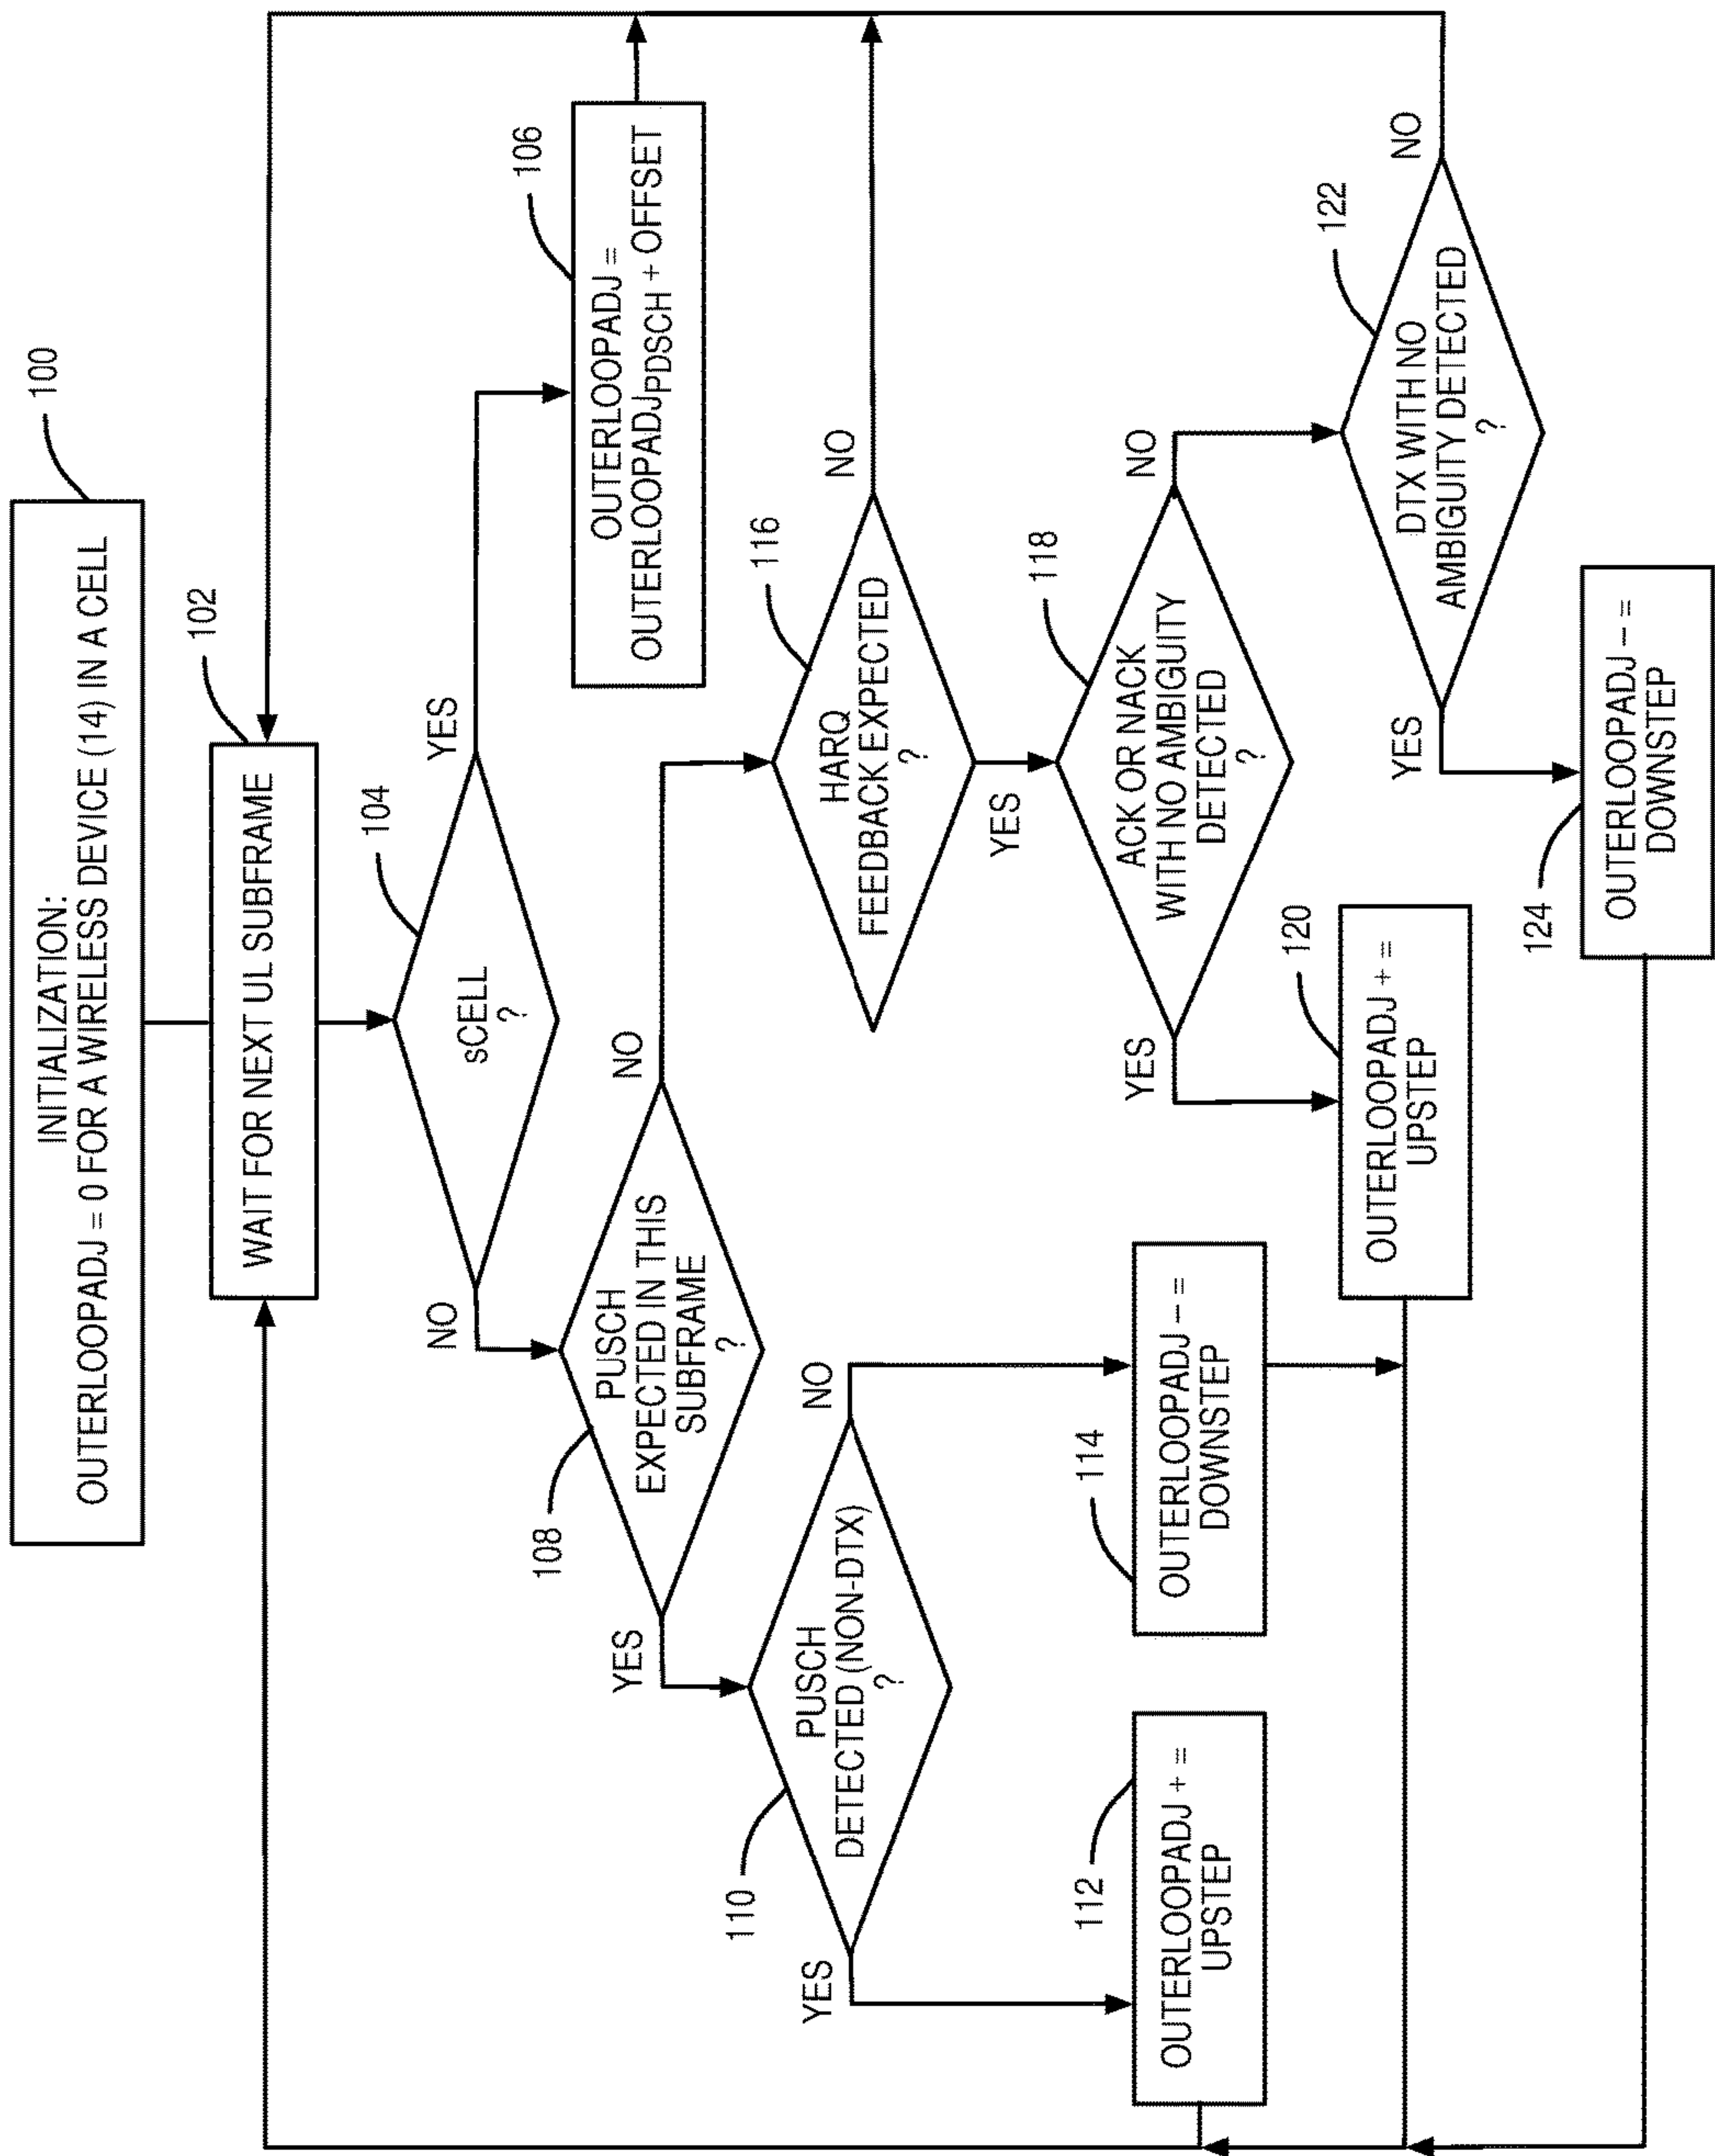 INITIALIZATION:
OUTERLOOPADJ = 0 FOR A WIRELESS DEVICE (14) IN A CELL
100
WAIT FOR NEXT UL SUBFRAME
102
sCELL
?
104
YES
NO
OUTERLOOPADJ =
OUTERLOOPADJPDSCH + OFFSET
106
PUSCH
EXPECTED IN THIS
SUBFRAME
?
108
YES
NO
PUSCH
DETECTED (NON-DTX)
?
110
YES
NO
HARQ
FEEDBACK EXPECTED
?
116
NO
YES
OUTERLOOPADJ + =
UPSTEP
112
OUTERLOOPADJ – =
DOWNSTEP
114
ACK OR NACK
WITH NO AMBIGUITY
DETECTED
?
118
YES
NO
OUTERLOOPADJ + =
UPSTEP
120
DTX WITH NO
AMBIGUITY DETECTED
?
122
YES
NO
OUTERLOOPADJ – =
DOWNSTEP
124